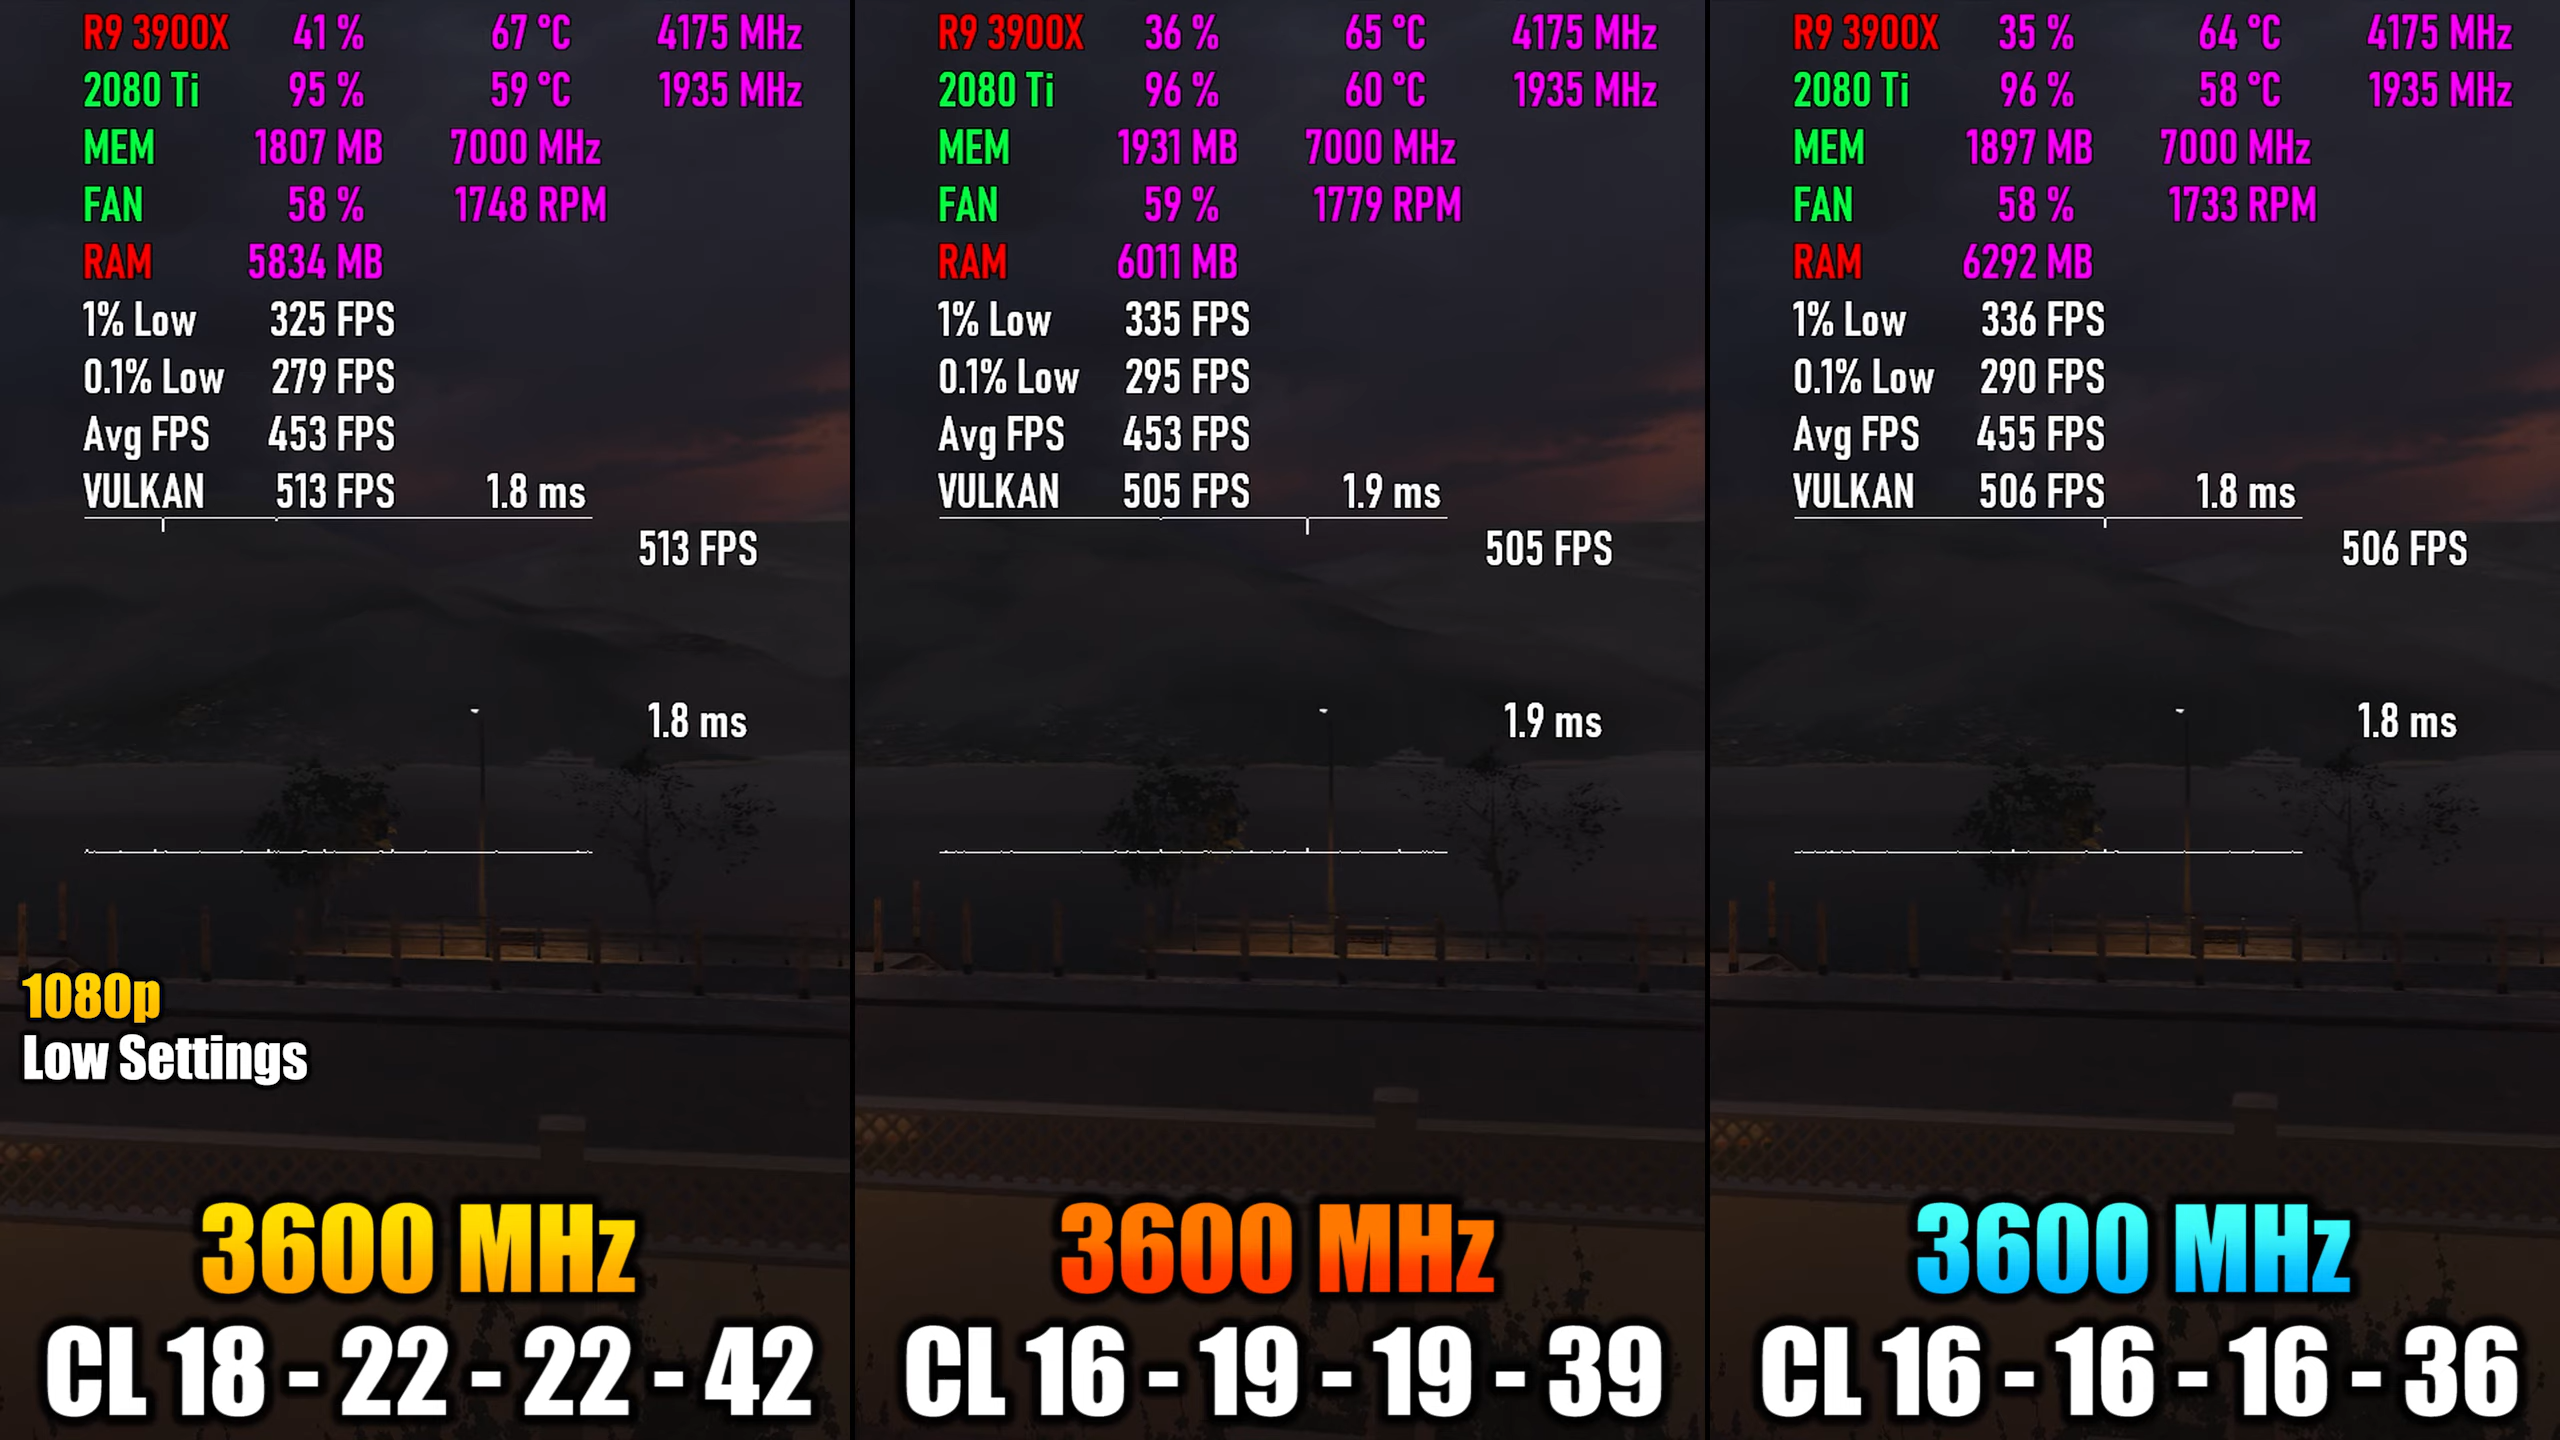 R9 3900X 41 % 67 °C 4175 MHz
2080 Ti 95 % 59 °C 1935 MHz
MEM 1807 MB 7000 MHz
FAN 58 % 1748 RPM
RAM 5834 MB
1% Low 325 FPS
0.1% Low 279 FPS
Avg FPS 453 FPS
VULKAN 513 FPS 1.8 ms
513 FPS
1.8 ms
1080p
Low Settings
3600 MHz
CL 18 - 22 - 22 - 42
R9 3900X 36 % 65 °C 4175 MHz
2080 Ti 96 % 60 °C 1935 MHz
MEM 1931 MB 7000 MHz
FAN 59 % 1779 RPM
RAM 6011 MB
1% Low 335 FPS
0.1% Low 295 FPS
Avg FPS 453 FPS
VULKAN 505 FPS 1.9 ms
505 FPS
1.9 ms
3600 MHz
CL 16 - 19 - 19 - 39
R9 3900X 35 % 64 °C 4175 MHz
2080 Ti 96 % 58 °C 1935 MHz
MEM 1897 MB 7000 MHz
FAN 58 % 1733 RPM
RAM 6292 MB
1% Low 336 FPS
0.1% Low 290 FPS
Avg FPS 455 FPS
VULKAN 506 FPS 1.8 ms
506 FPS
1.8 ms
3600 MHz
CL 16 - 16 - 16 - 36